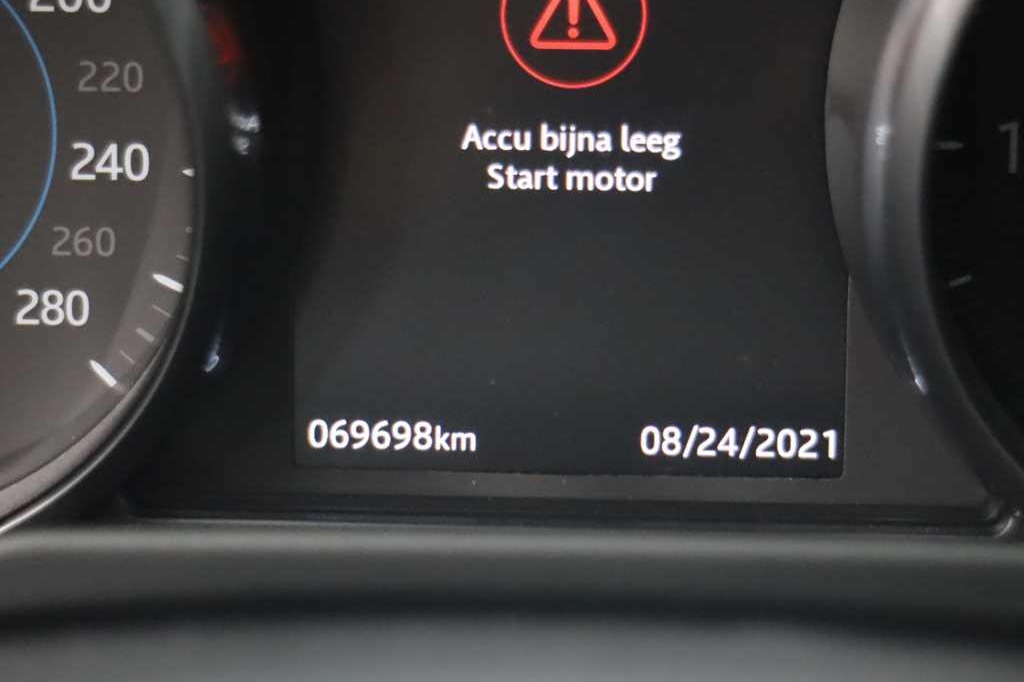 220
240
260
280
Accu bijna leeg
Start motor
069698km
08/24/2021